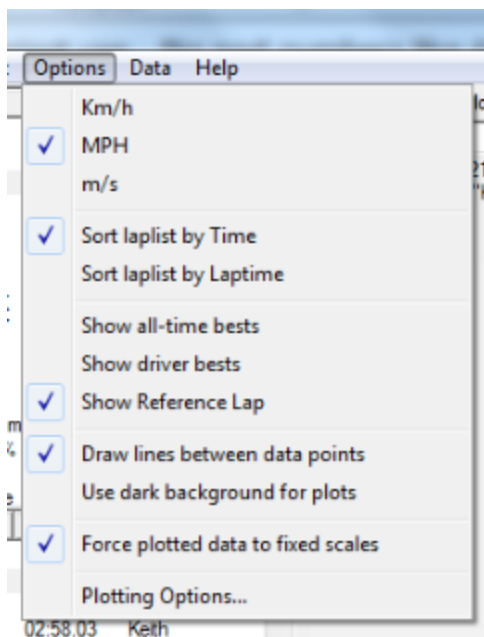 Options Data Help
Km/h
MPH
m/s
Sort laplist by Time
Sort laplist by Laptime
Show all-time bests
Show driver bests
Show Reference Lap
Draw lines between data points
Use dark background for plots
Force plotted data to fixed scales
Plotting Options...
02:58.03 Keith